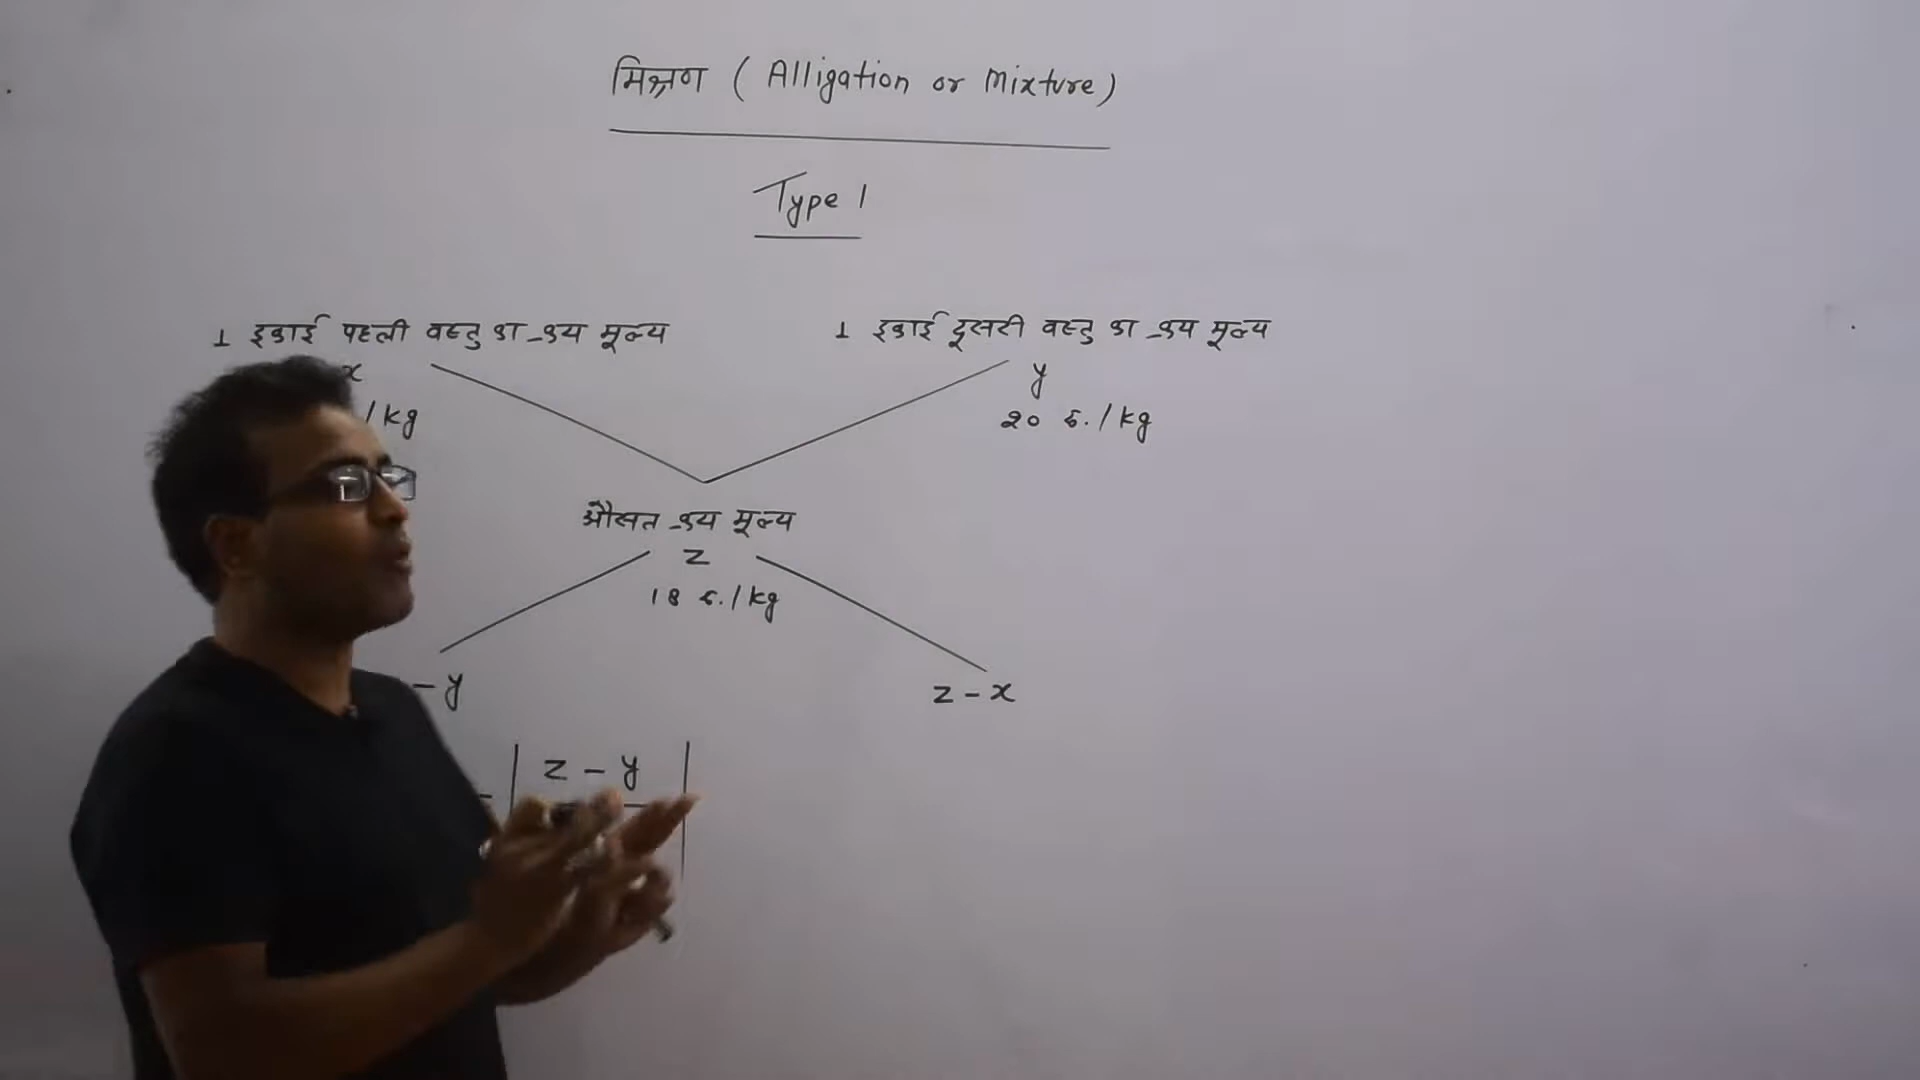 मिश्रण ( Alligation or Mixture )
Type 1
1 इकाई पहली वस्तु का क्रय मूल्य
1 इकाई दूसरी वस्तु का क्रय मूल्य
x
y
/ kg
20 रु. / kg
औसत क्रय मूल्य
z
18 रु. / kg
- y
z - x
z - y